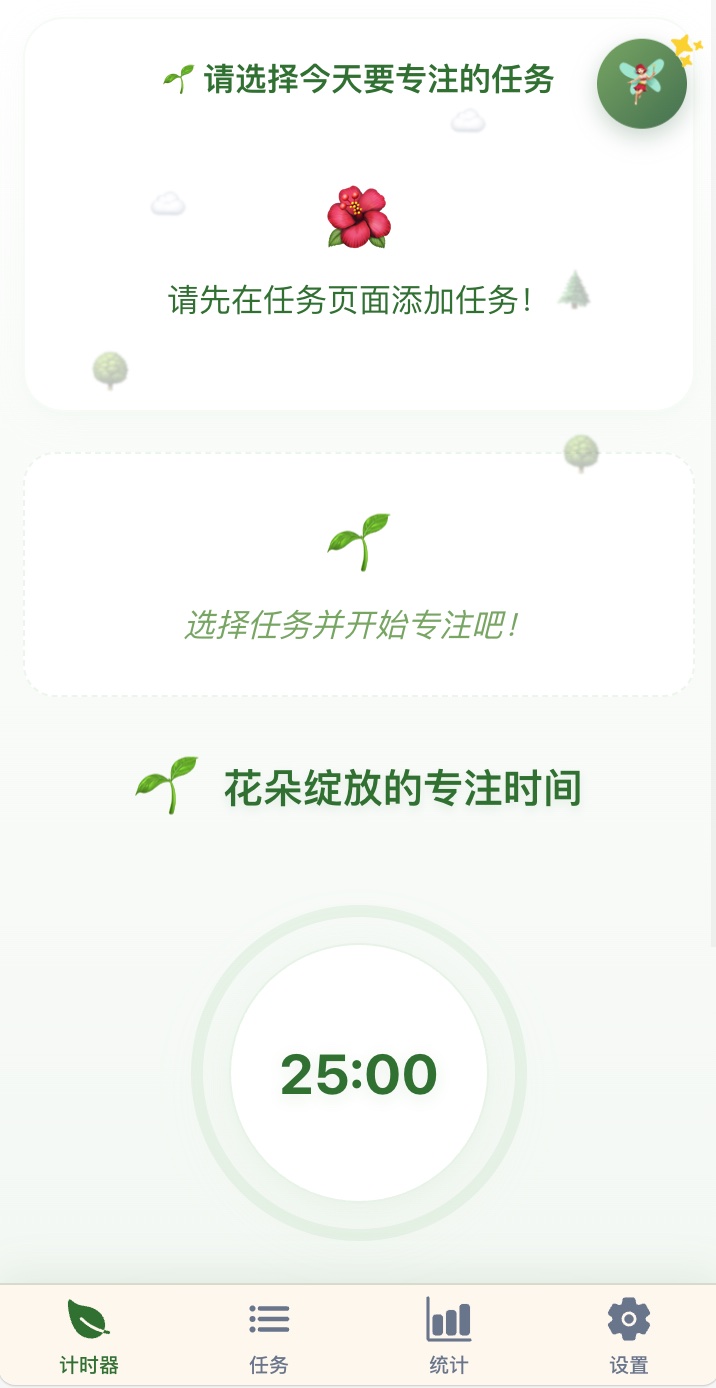 请选择今天要专注的任务
请先在任务页面添加任务！
选择任务并开始专注吧！
花朵绽放的专注时间
25:00
计时器
任务
统计
设置